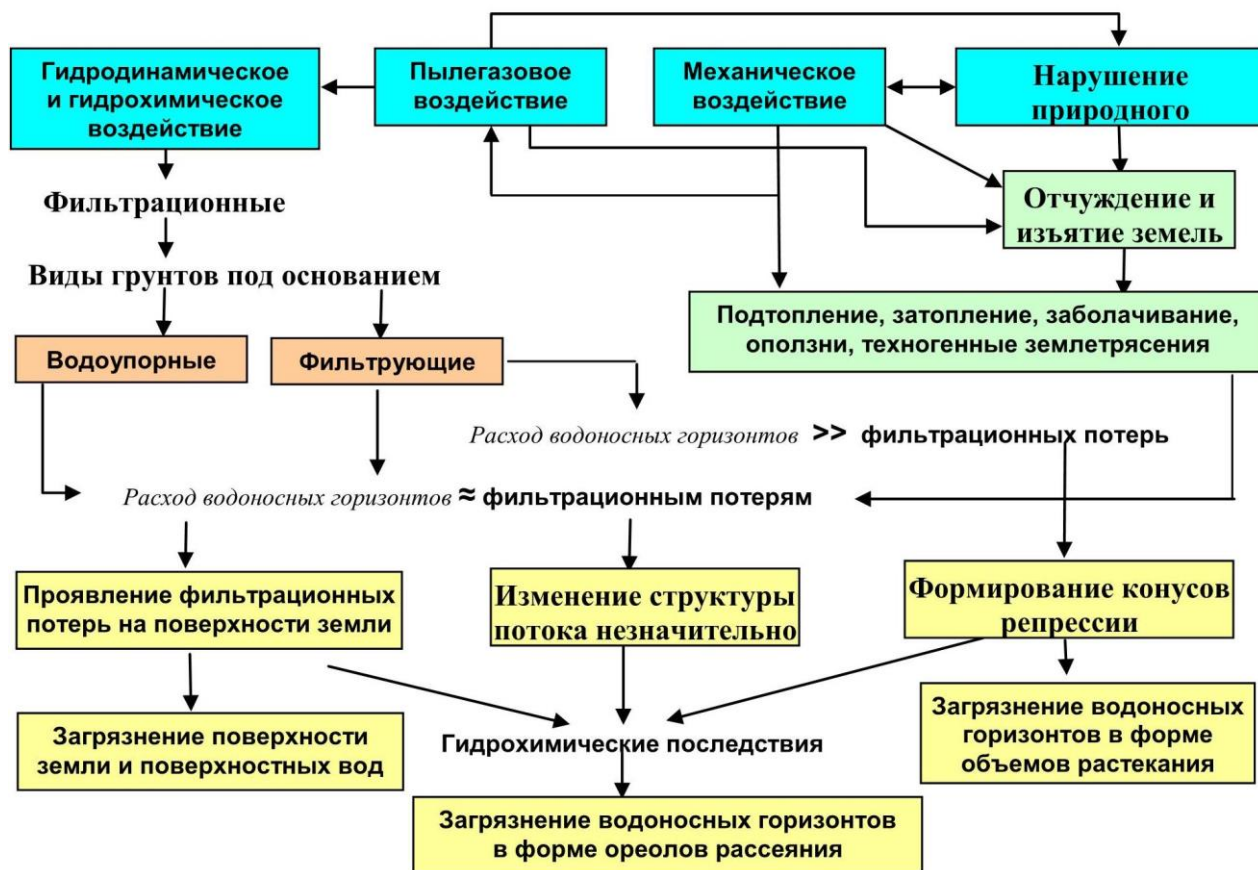 Гидродинамическое
и гидрохимическое
воздействие
Пылегазовое
воздействие
Механическое
воздействие
Нарушение
природного
Фильтрационные
Отчуждение и
изъятие земель
Виды грунтов под основанием
Подтопление, затопление, заболачивание,
оползни, техногенные землетрясения
Водоупорные
Фильтрующие
Расход водоносных горизонтов >> фильтрационных потерь
Расход водоносных горизонтов ≈ фильтрационным потерям
Проявление фильтрационных
потерь на поверхности земли
Изменение структуры
потока незначительно
Формирование конусов
репрессии
Загрязнение поверхности
земли и поверхностных вод
Гидрохимические последствия
Загрязнение водоносных
горизонтов в форме
объемов растекания
Загрязнение водоносных горизонтов
в форме ореолов рассеяния